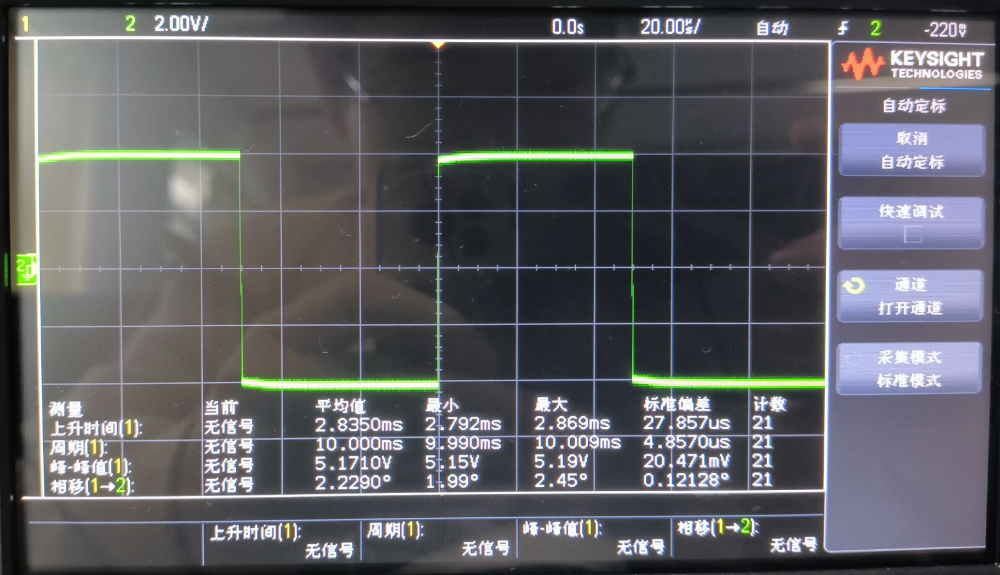 1 2 2.00V/ 0.0s 20.00µs/ 自动 2 -220mV
KEYSIGHT
TECHNOLOGIES
自动定标
取消
自动定标
快速调试
通道
打开通道
采集模式
标准模式
测量 当前 平均值 最小 最大 标准偏差 计数
上升时间(1): 无信号 2.8350ms 2.792ms 2.869ms 27.857us 21
周期(1): 无信号 10.000ms 9.990ms 10.009ms 4.8570us 21
峰-峰值(1): 无信号 5.1710V 5.15V 5.19V 20.471mV 21
相移(1→2): 无信号 2.2290° 1.99° 2.45° 0.12128° 21
上升时间(1): 周期(1): 峰-峰值(1): 相移(1→2):
无信号 无信号 无信号 无信号